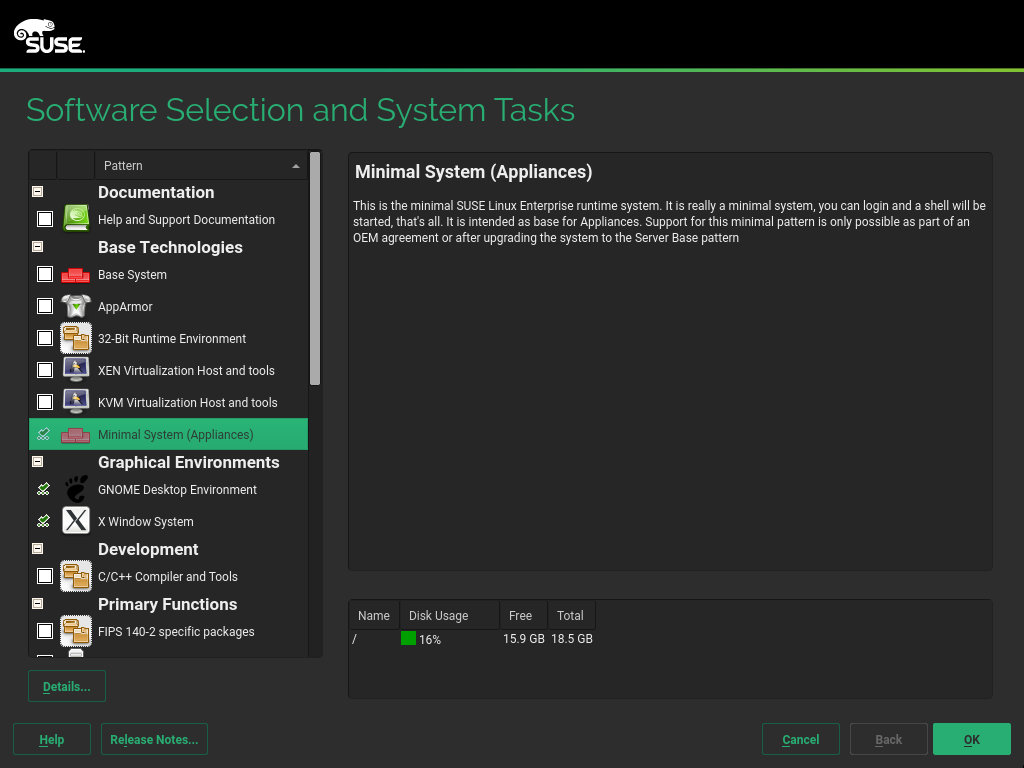 SUSE.
Software Selection and System Tasks
Pattern
Documentation
Help and Support Documentation
Base Technologies
Base System
AppArmor
32-Bit Runtime Environment
XEN Virtualization Host and tools
KVM Virtualization Host and tools
Minimal System (Appliances)
Graphical Environments
GNOME Desktop Environment
X Window System
Development
C/C++ Compiler and Tools
Primary Functions
FIPS 140-2 specific packages
Details...
Minimal System (Appliances)
This is the minimal SUSE Linux Enterprise runtime system. It is really a minimal system, you can login and a shell will be
started, that's all. It is intended as base for Appliances. Support for this minimal pattern is only possible as part of an
OEM agreement or after upgrading the system to the Server Base pattern
Name Disk Usage Free Total
/ 16% 15.9 GB 18.5 GB
Help Release Notes... Cancel Back OK